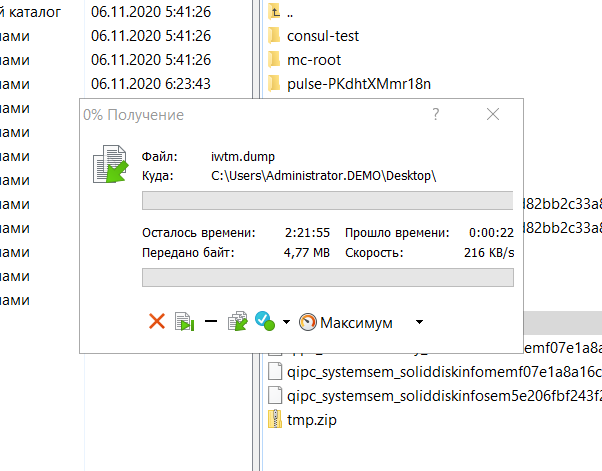 й каталог 06.11.2020 5:41:26 ..
ами 06.11.2020 5:41:26 consul-test
ами 06.11.2020 5:41:26 mc-root
ами 06.11.2020 6:23:43 pulse-PKdhtXMmr18n
ами
0% Получение ? ×
ами
Файл: iwtm.dump
ами
Куда: C:\Users\Administrator.DEMO\Desktop\
ами
ами d82bb2c33a8
Осталось времени: 2:21:55 Прошло времени: 0:00:22
ами d82bb2c33a8
Передано байт: 4,77 MB Скорость: 216 KB/s
ами
ами
Максимум
emf07e1a8a
qipc_systemsem_soliddiskinfomemf07e1a8a16c
qipc_systemsem_soliddiskinfosem5e206fbf243f2
tmp.zip